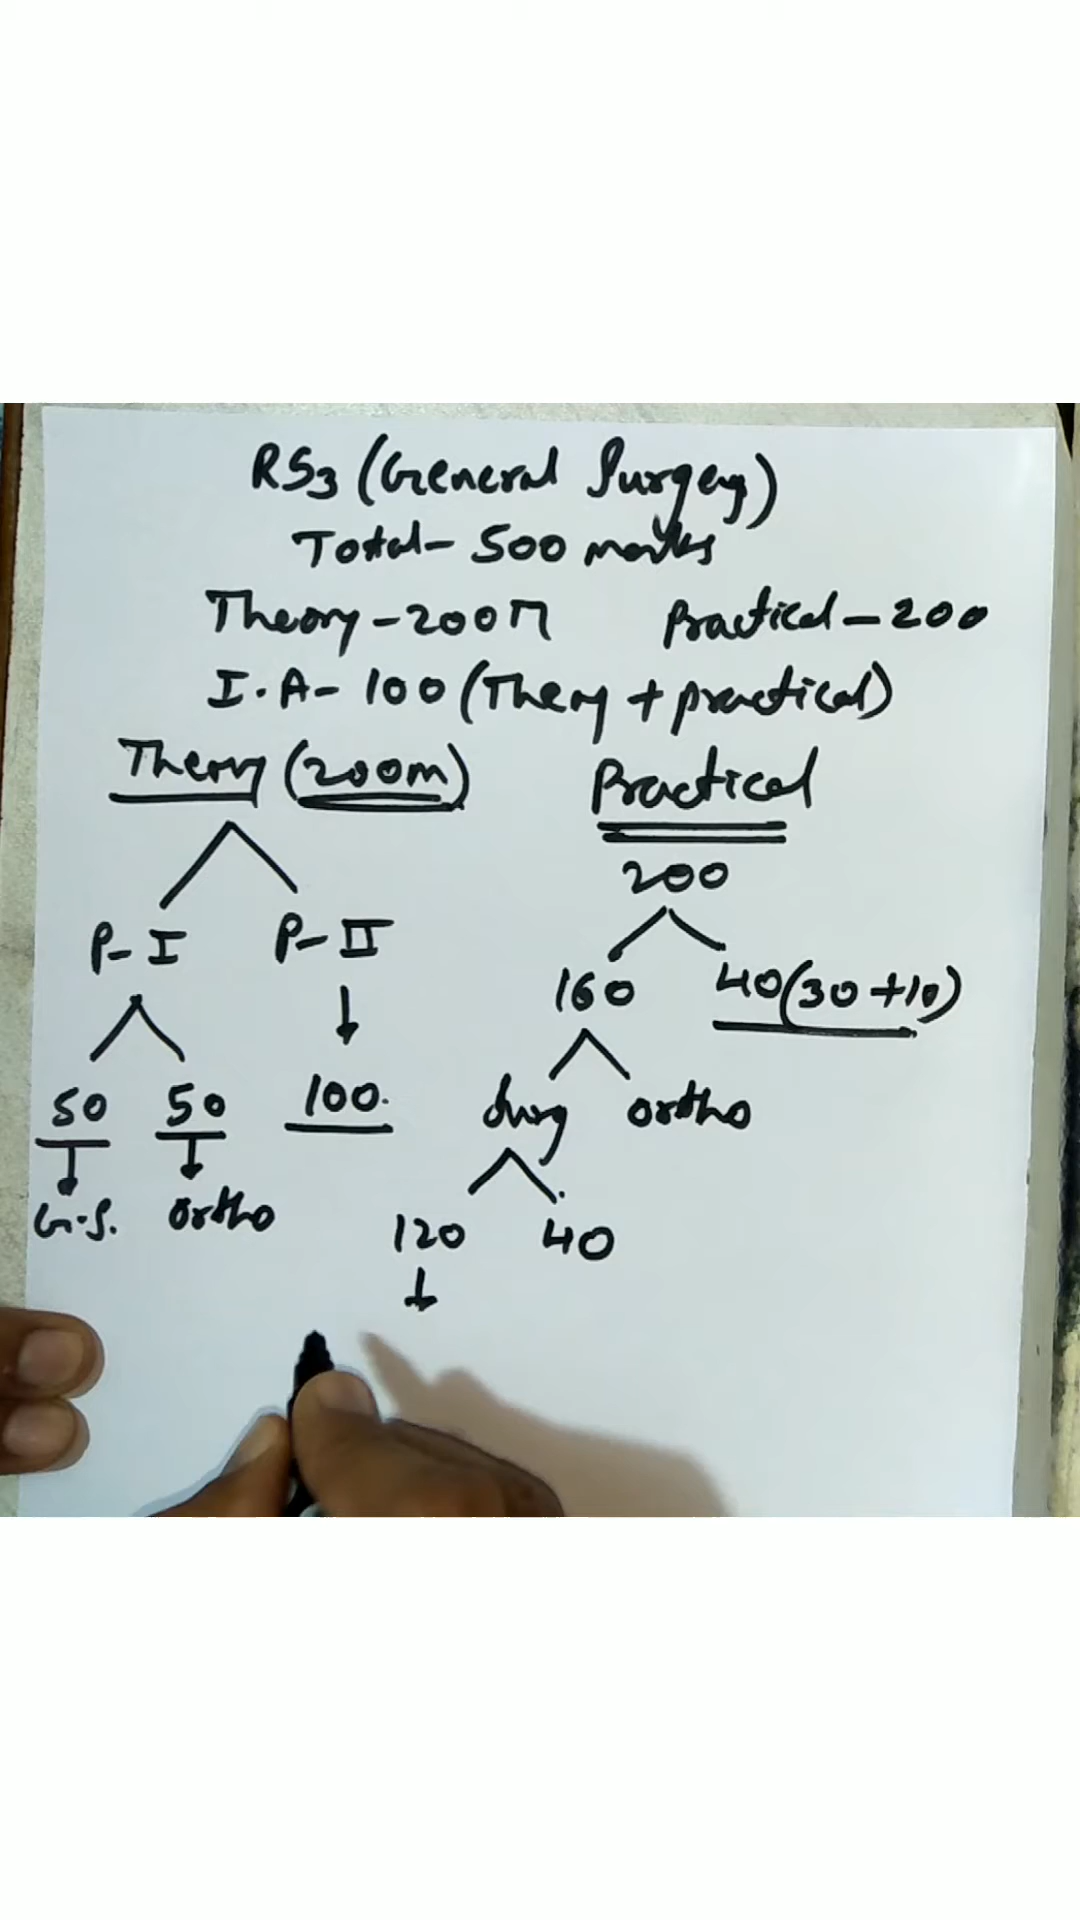 RS3 (General Surgery)
Total- 500 marks
Theory-200M Practical-200
I.A- 100 (Theory + practical)
Theory (200m) Practical
200
P-I P-II
160 40(30+10)
50 50 100. Surg ortho
G.S. ortho 120 40